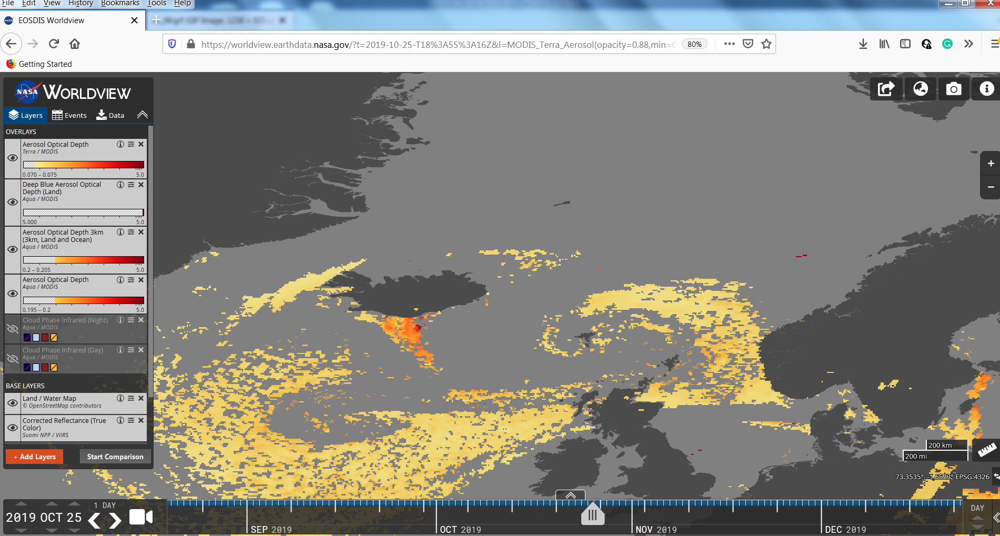 File Edit View History Bookmarks Tools Help
EOSDIS Worldview
https://worldview.earthdata.nasa.gov/?t=2019-10-25-T18%3A55%3A16Z&l=MODIS_Terra_Aerosol(opacity=0.88,min=0
80%
Getting Started
NASA WORLDVIEW
Layers Events Data
OVERLAYS
Aerosol Optical Depth
Terra / MODIS
0.070 – 0.075 5.0
Deep Blue Aerosol Optical
Depth (Land)
Aqua / MODIS
5.000 5.0
Aerosol Optical Depth 3km
(3km, Land and Ocean)
Aqua / MODIS
0.2 – 0.205 5.0
Aerosol Optical Depth
Aqua / MODIS
0.195 – 0.2 5.0
Cloud Phase Infrared (Night)
Aqua / MODIS
Cloud Phase Infrared (Day)
Aqua / MODIS
BASE LAYERS
Land / Water Map
© OpenStreetMap contributors
Corrected Reflectance (True
Color)
Suomi NPP / VIIRS
+ Add Layers Start Comparison
200 km
200 mi
73.3535°, -1.6523° EPSG:4326
2019 OCT 25
1 DAY
SEP 2019 OCT 2019 NOV 2019 DEC 2019
DAY